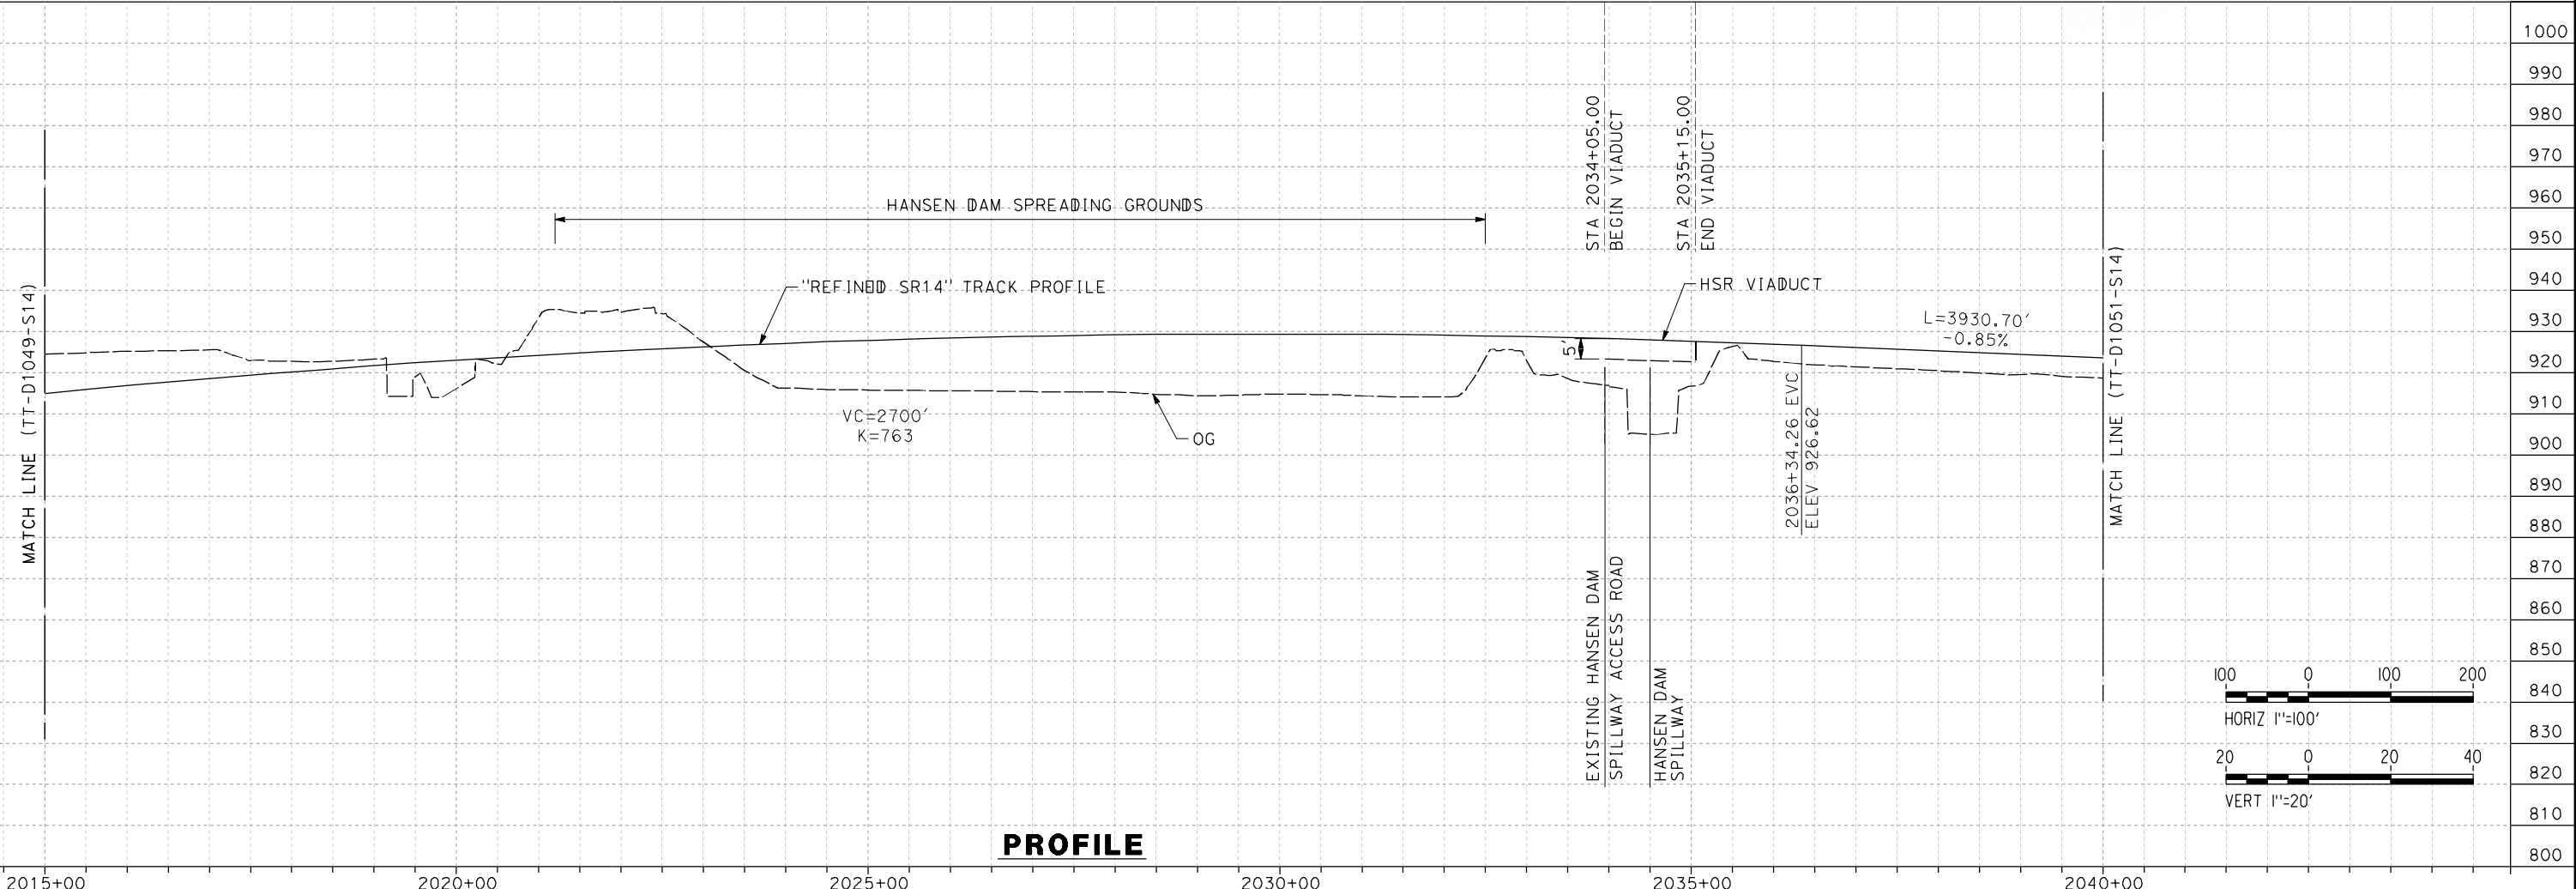 1000
990
980
970
960
950
940
930
920
910
900
890
880
870
860
850
840
830
820
810
800
MATCH LINE (TT-D1049-S14)
HANSEN DAM SPREADING GROUNDS
"REFINED SR14" TRACK PROFILE
VC=2700'
K=763
OG
STA 2034+05.00
BEGIN VIADUCT
STA 2035+15.00
END VIADUCT
5'
HSR VIADUCT
L=3930.70'
-0.85%
2036+34.26 EVC
ELEV 926.62
EXISTING HANSEN DAM
SPILLWAY ACCESS ROAD
HANSEN DAM
SPILLWAY
MATCH LINE (TT-D1051-S14)
100 0 100 200
HORIZ 1"=100'
20 0 20 40
VERT 1"=20'
PROFILE
2015+00 2020+00 2025+00 2030+00 2035+00 2040+00